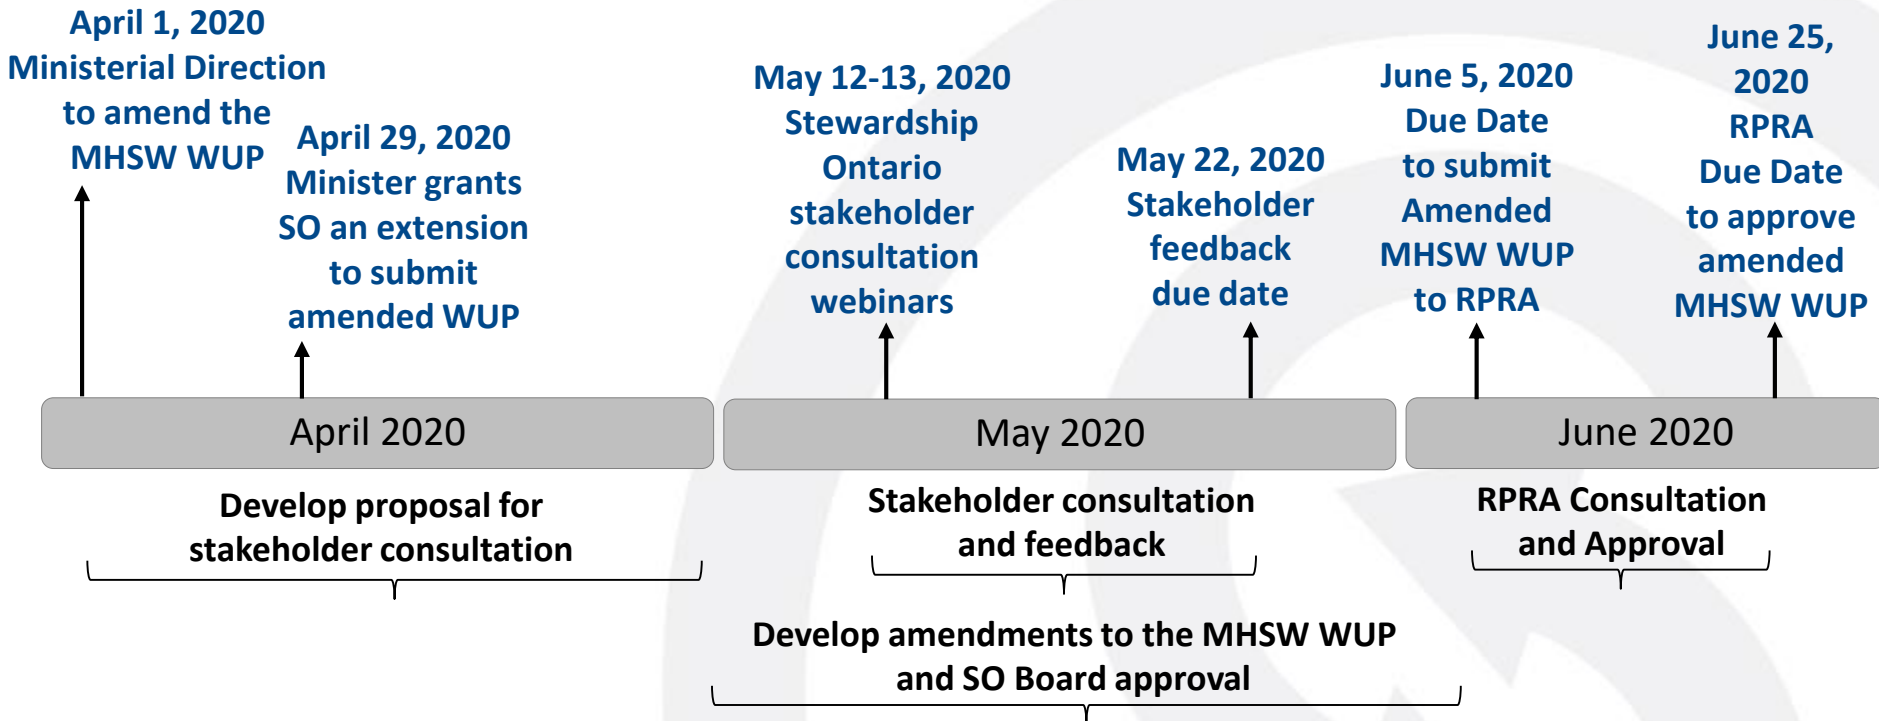 April 1, 2020
Ministerial Direction
to amend the
MHSW WUP
April 29, 2020
Minister grants
SO an extension
to submit
amended WUP
May 12-13, 2020
Stewardship
Ontario
stakeholder
consultation
webinars
May 22, 2020
Stakeholder
feedback
due date
June 5, 2020
Due Date
to submit
Amended
MHSW WUP
to RPRA
June 25,
2020
RPRA
Due Date
to approve
amended
MHSW WUP
April 2020
May 2020
June 2020
Develop proposal for
stakeholder consultation
Stakeholder consultation
and feedback
RPRA Consultation
and Approval
Develop amendments to the MHSW WUP
and SO Board approval